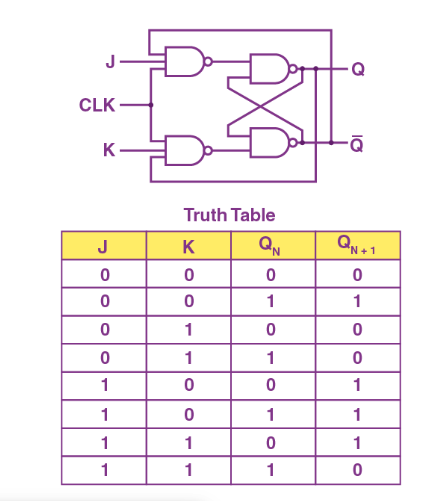 J
Q
CLK
K
Q̅
Truth Table
J K Q_N Q_N+1
0 0 0 0
0 0 1 1
0 1 0 0
0 1 1 0
1 0 0 1
1 0 1 1
1 1 0 1
1 1 1 0